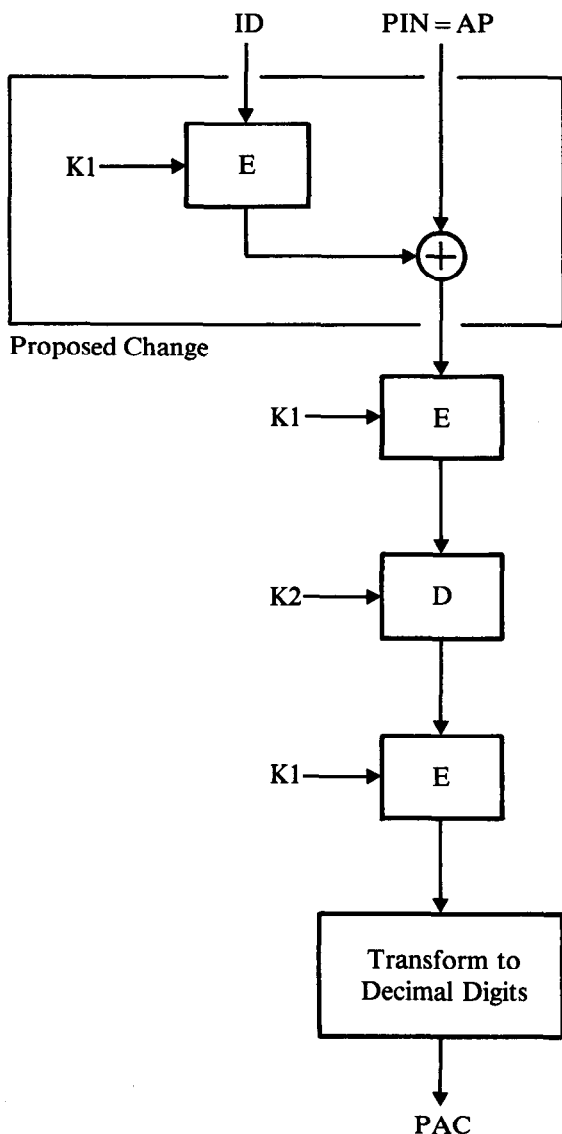 ID
PIN = AP
K1
E
+
Proposed Change
K1
E
K2
D
K1
E
Transform to
Decimal Digits
PAC